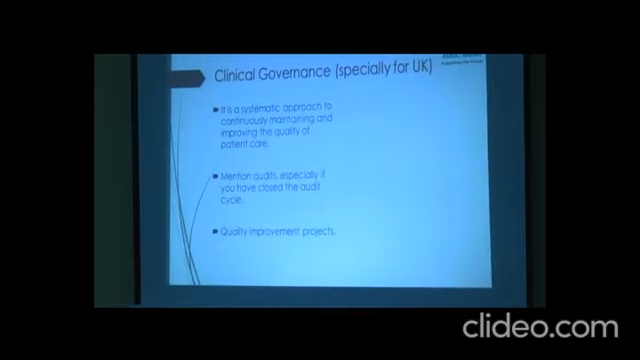 Clinical Governance (specially for UK)
It is a systematic approach to
continuously maintaining and
improving the quality of
patient care.
Mention audits, especially if
you have closed the audit
cycle.
Quality improvement projects.
clideo.com